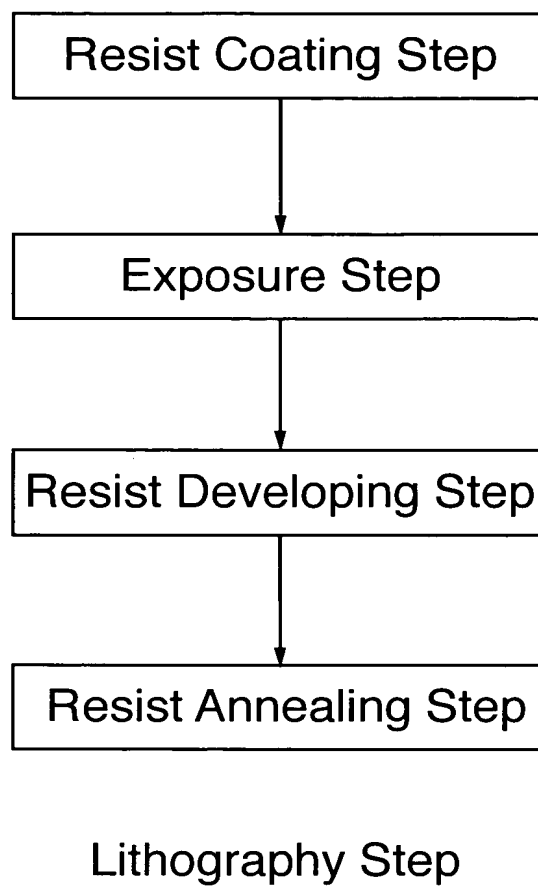 Resist Coating Step
Exposure Step
Resist Developing Step
Resist Annealing Step
Lithography Step